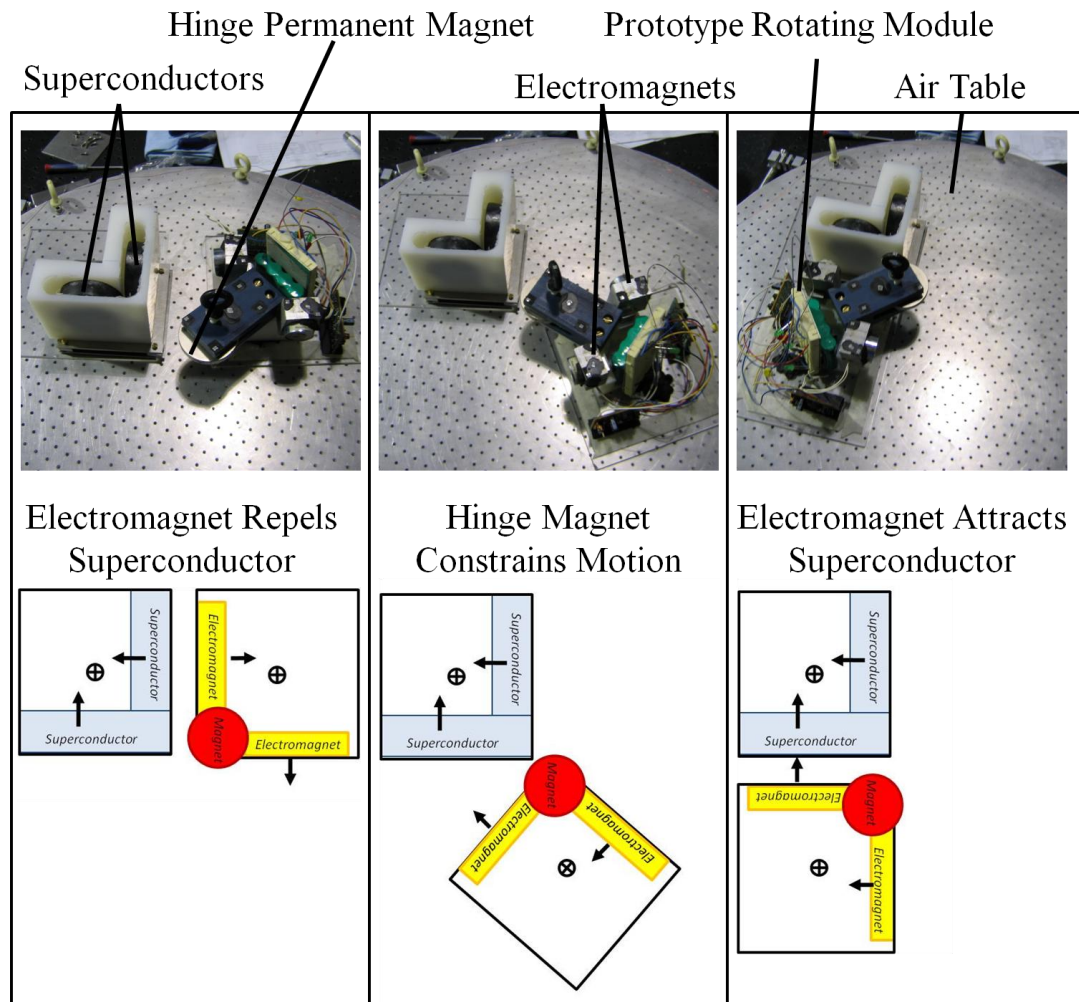 Hinge Permanent Magnet
Prototype Rotating Module
Superconductors
Electromagnets
Air Table
Electromagnet Repels
Superconductor
Hinge Magnet
Constrains Motion
Electromagnet Attracts
Superconductor
Superconductor
Superconductor
Electromagnet
Magnet
Electromagnet
Superconductor
Superconductor
Magnet
Electromagnet
Electromagnet
Superconductor
Superconductor
Electromagnet
Magnet
Electromagnet